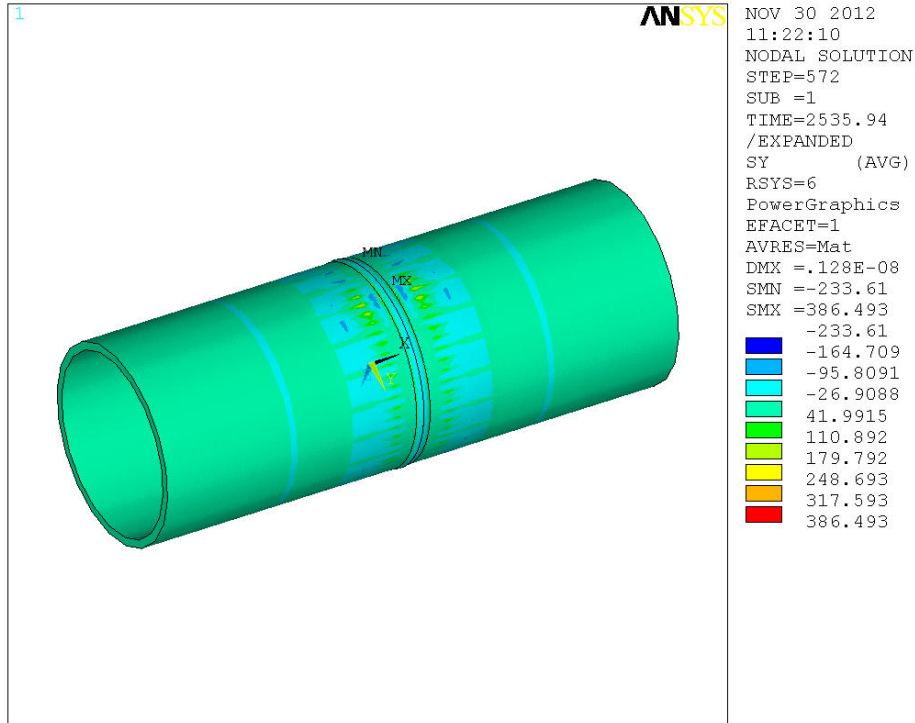 1
ANSYS
NOV 30 2012
11:22:10
NODAL SOLUTION
STEP=572
SUB =1
TIME=2535.94
/EXPANDED
SY (AVG)
RSYS=6
PowerGraphics
EFACET=1
AVRES=Mat
DMX =.128E-08
SMN =-233.61
SMX =386.493
-233.61
-164.709
-95.8091
-26.9088
41.9915
110.892
179.792
248.693
317.593
386.493
MN
MX
X
Y